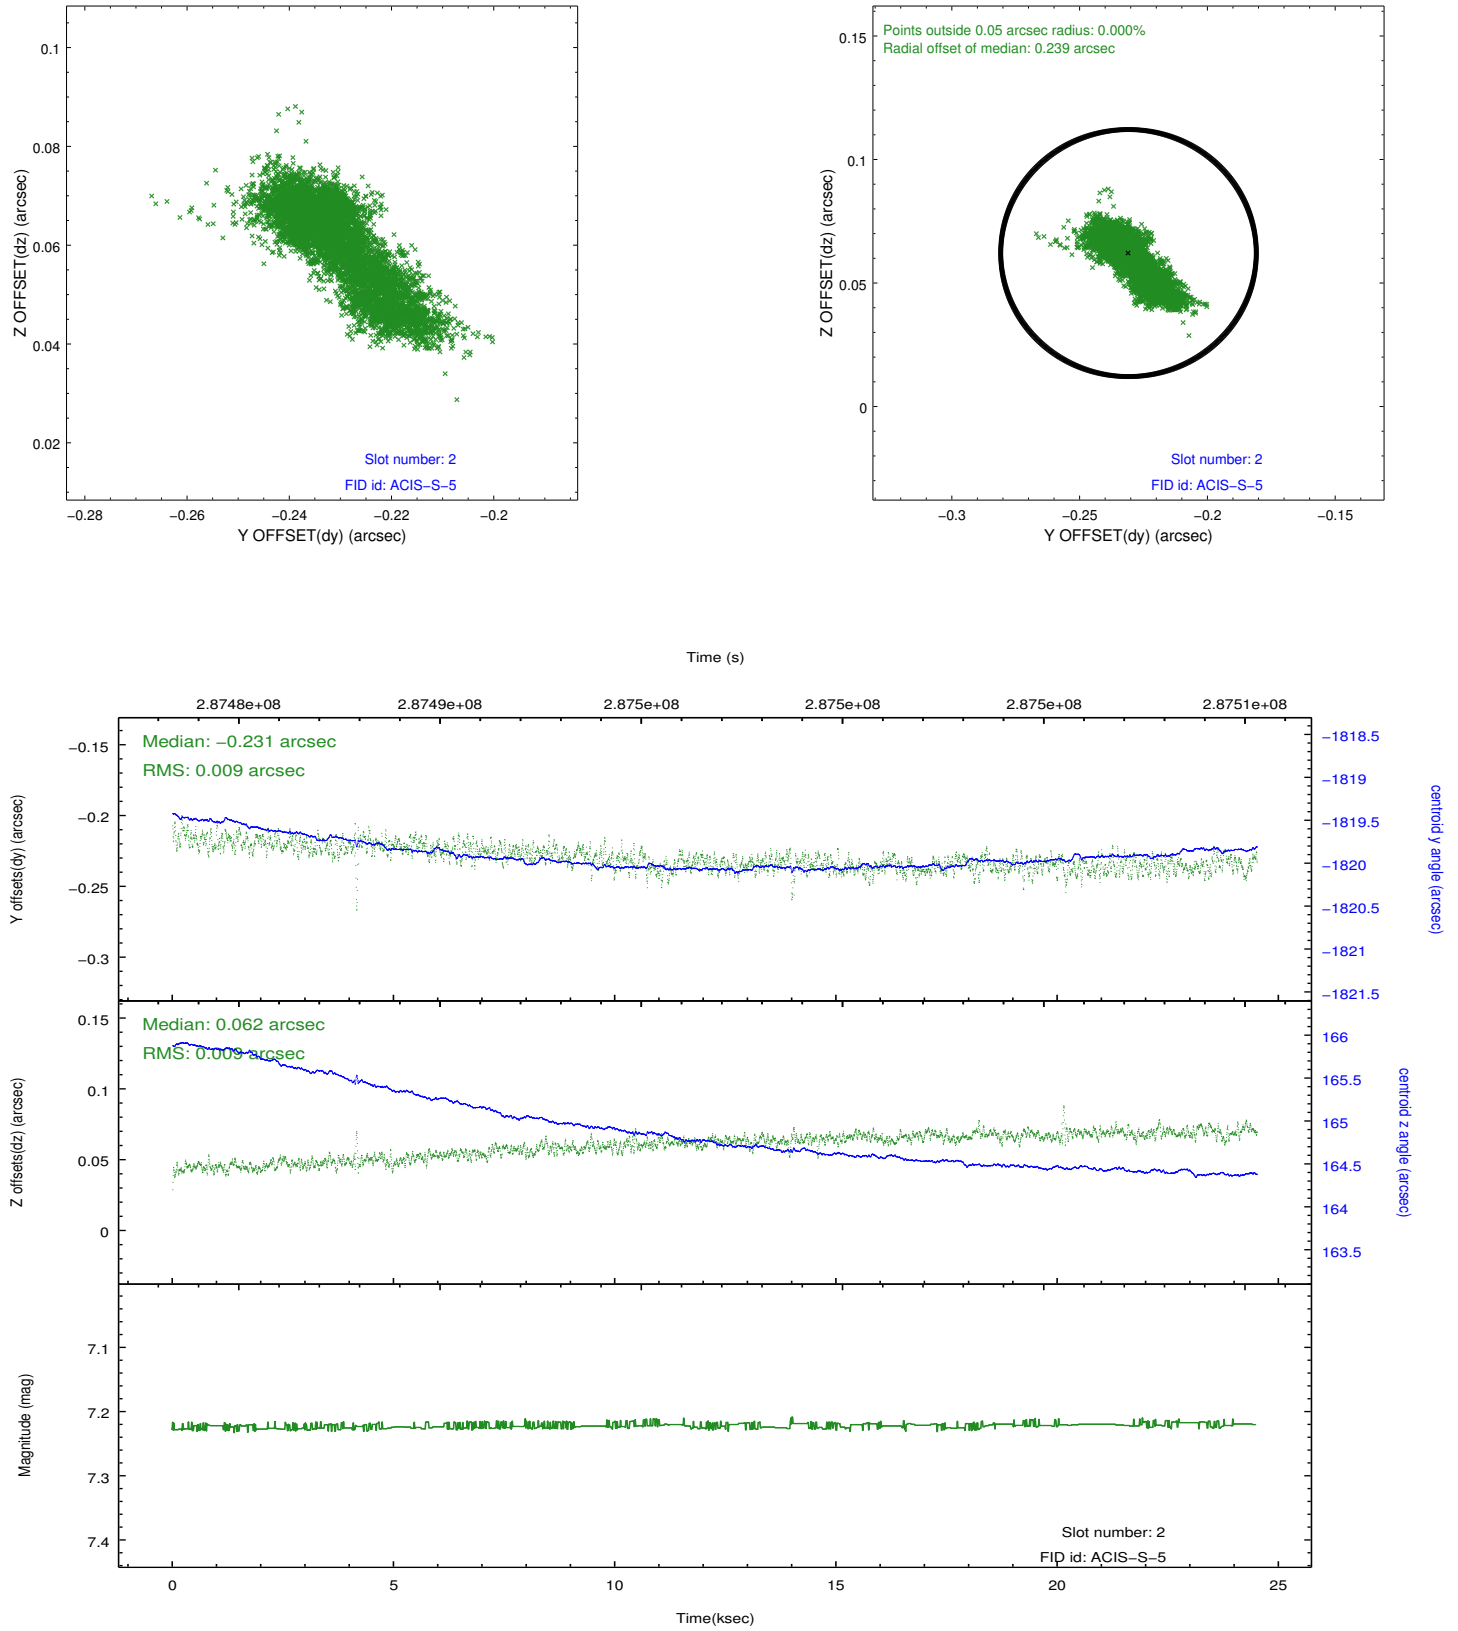 0.1
0.08
0.06
0.04
0.02
Z OFFSET(dz) (arcsec)
Slot number: 2
FID id: ACIS−S−5
−0.28 −0.26 −0.24 −0.22 −0.2
Y OFFSET(dy) (arcsec)
Points outside 0.05 arcsec radius: 0.000%
Radial offset of median: 0.239 arcsec
0.15
0.1
0.05
0
Z OFFSET(dz) (arcsec)
Slot number: 2
FID id: ACIS−S−5
−0.3 −0.25 −0.2 −0.15
Y OFFSET(dy) (arcsec)
Time (s)
2.8748e+08 2.8749e+08 2.875e+08 2.875e+08 2.875e+08 2.8751e+08
Median: −0.231 arcsec
RMS: 0.009 arcsec
−0.15
−0.2
−0.25
−0.3
Y offsets(dy) (arcsec)
−1818.5
−1819
−1819.5
−1820
−1820.5
−1821
−1821.5
centroid y angle (arcsec)
Median: 0.062 arcsec
RMS: 0.009 arcsec
0.15
0.1
0.05
0
Z offsets(dz) (arcsec)
166
165.5
165
164.5
164
163.5
centroid z angle (arcsec)
7.1
7.2
7.3
7.4
Magnitude (mag)
Slot number: 2
FID id: ACIS−S−5
0 5 10 15 20 25
Time(ksec)